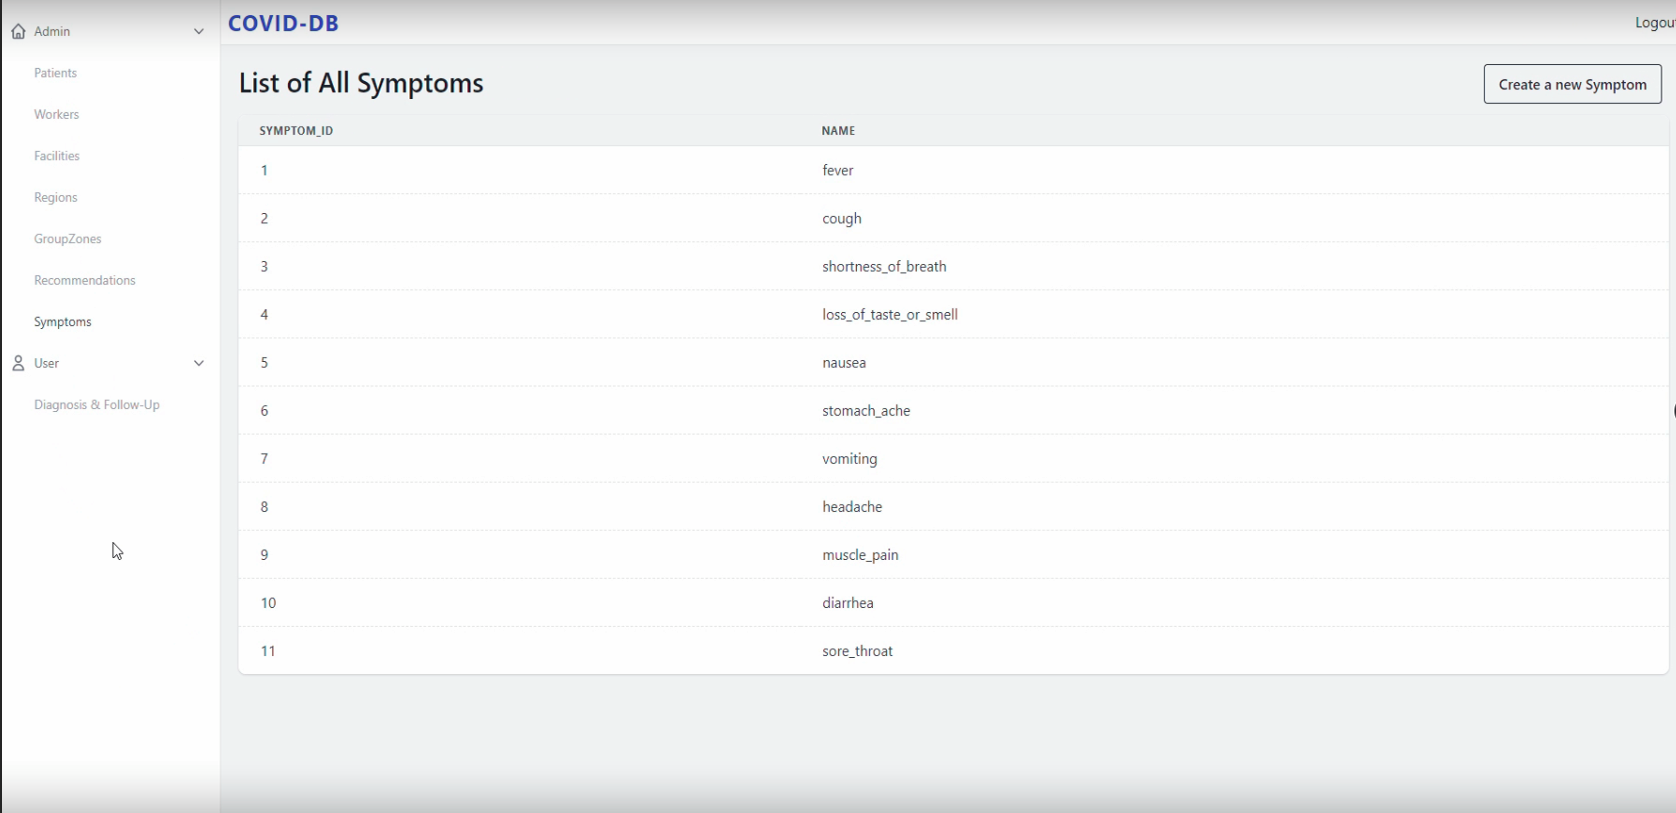 Admin
Patients
Workers
Facilities
Regions
GroupZones
Recommendations
Symptoms
User
Diagnosis & Follow-Up
COVID-DB
Logou
List of All Symptoms
Create a new Symptom
SYMPTOM_ID NAME
1 fever
2 cough
3 shortness_of_breath
4 loss_of_taste_or_smell
5 nausea
6 stomach_ache
7 vomiting
8 headache
9 muscle_pain
10 diarrhea
11 sore_throat